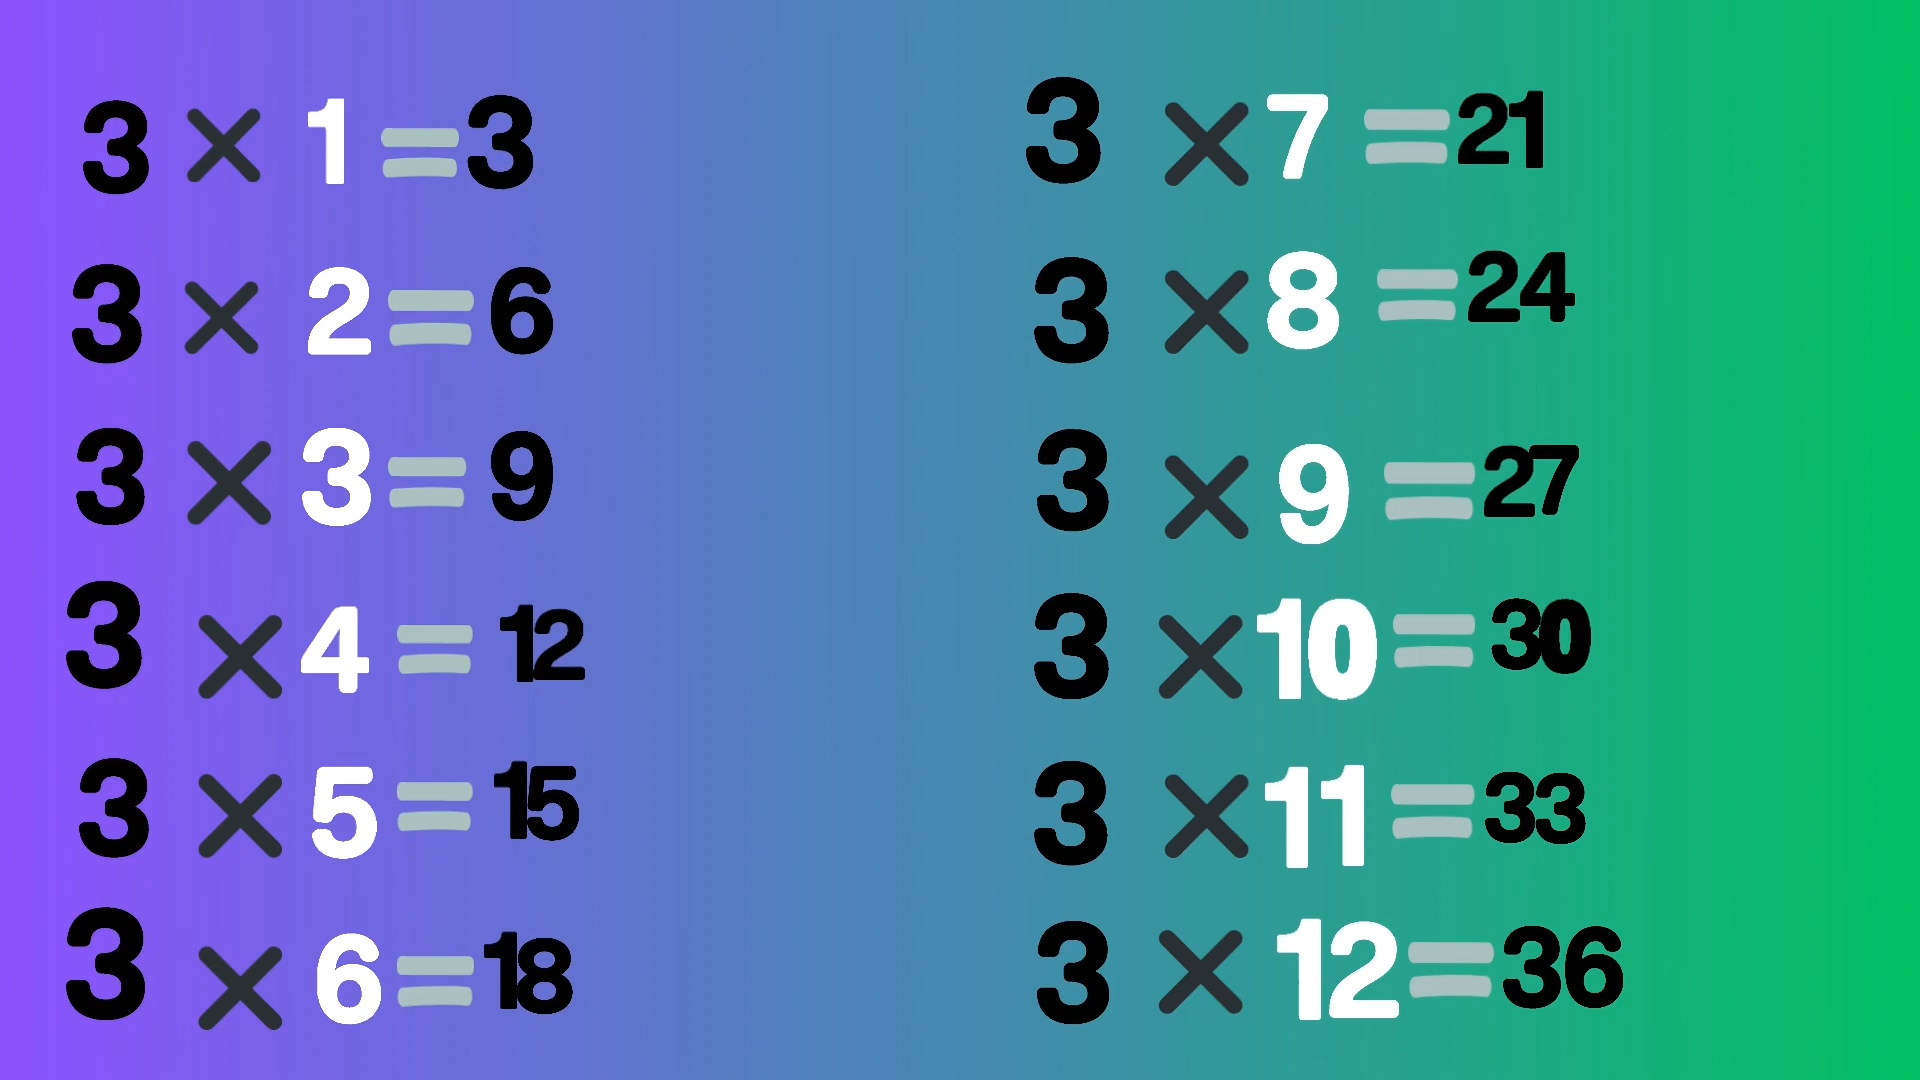 3 × 1 = 3
3 × 2 = 6
3 × 3 = 9
3 × 4 = 12
3 × 5 = 15
3 × 6 = 18
3 × 7 = 21
3 × 8 = 24
3 × 9 = 27
3 × 10 = 30
3 × 11 = 33
3 × 12 = 36